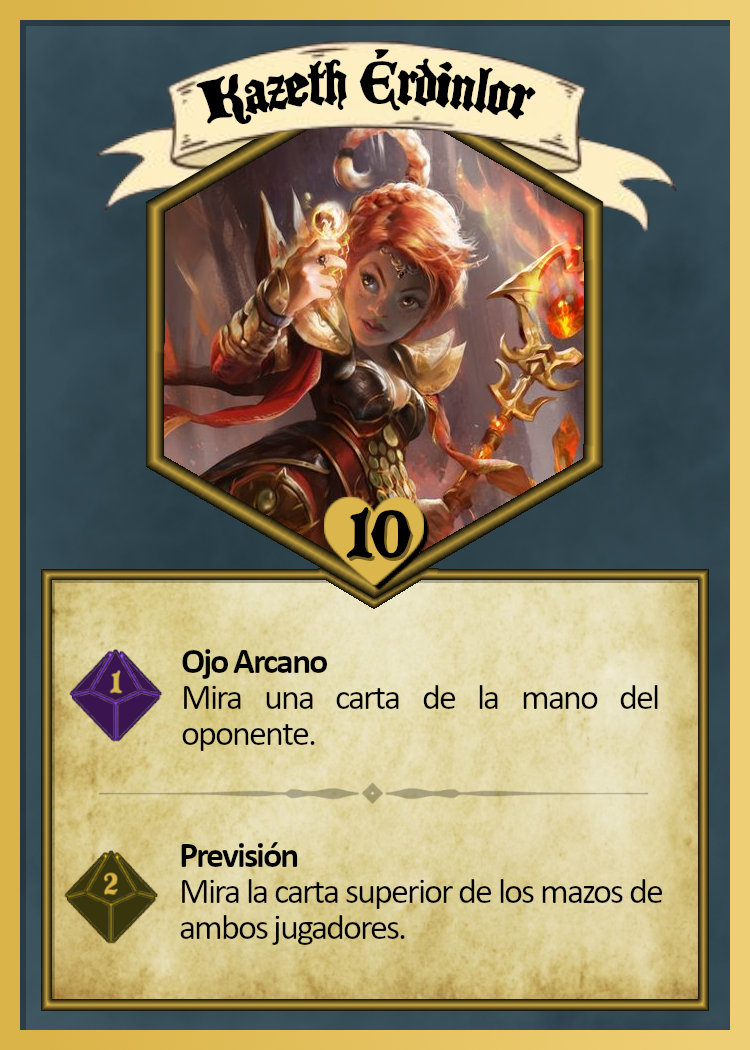 Kazeth Érdinlor
10
1
Ojo Arcano
Mira una carta de la mano del
oponente.
2
Previsión
Mira la carta superior de los mazos de
ambos jugadores.